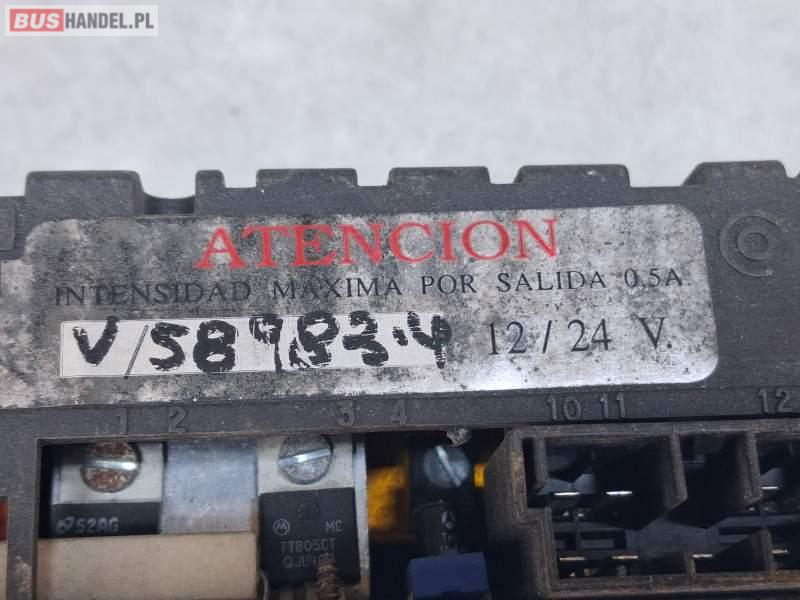 BUSHANDEL.PL
ATENCION
INTENSIDAD MAXIMA POR SALIDA 0.5A
12 / 24 V.
1 2 3 4 10 11 12
52AG
MC
T7805CT